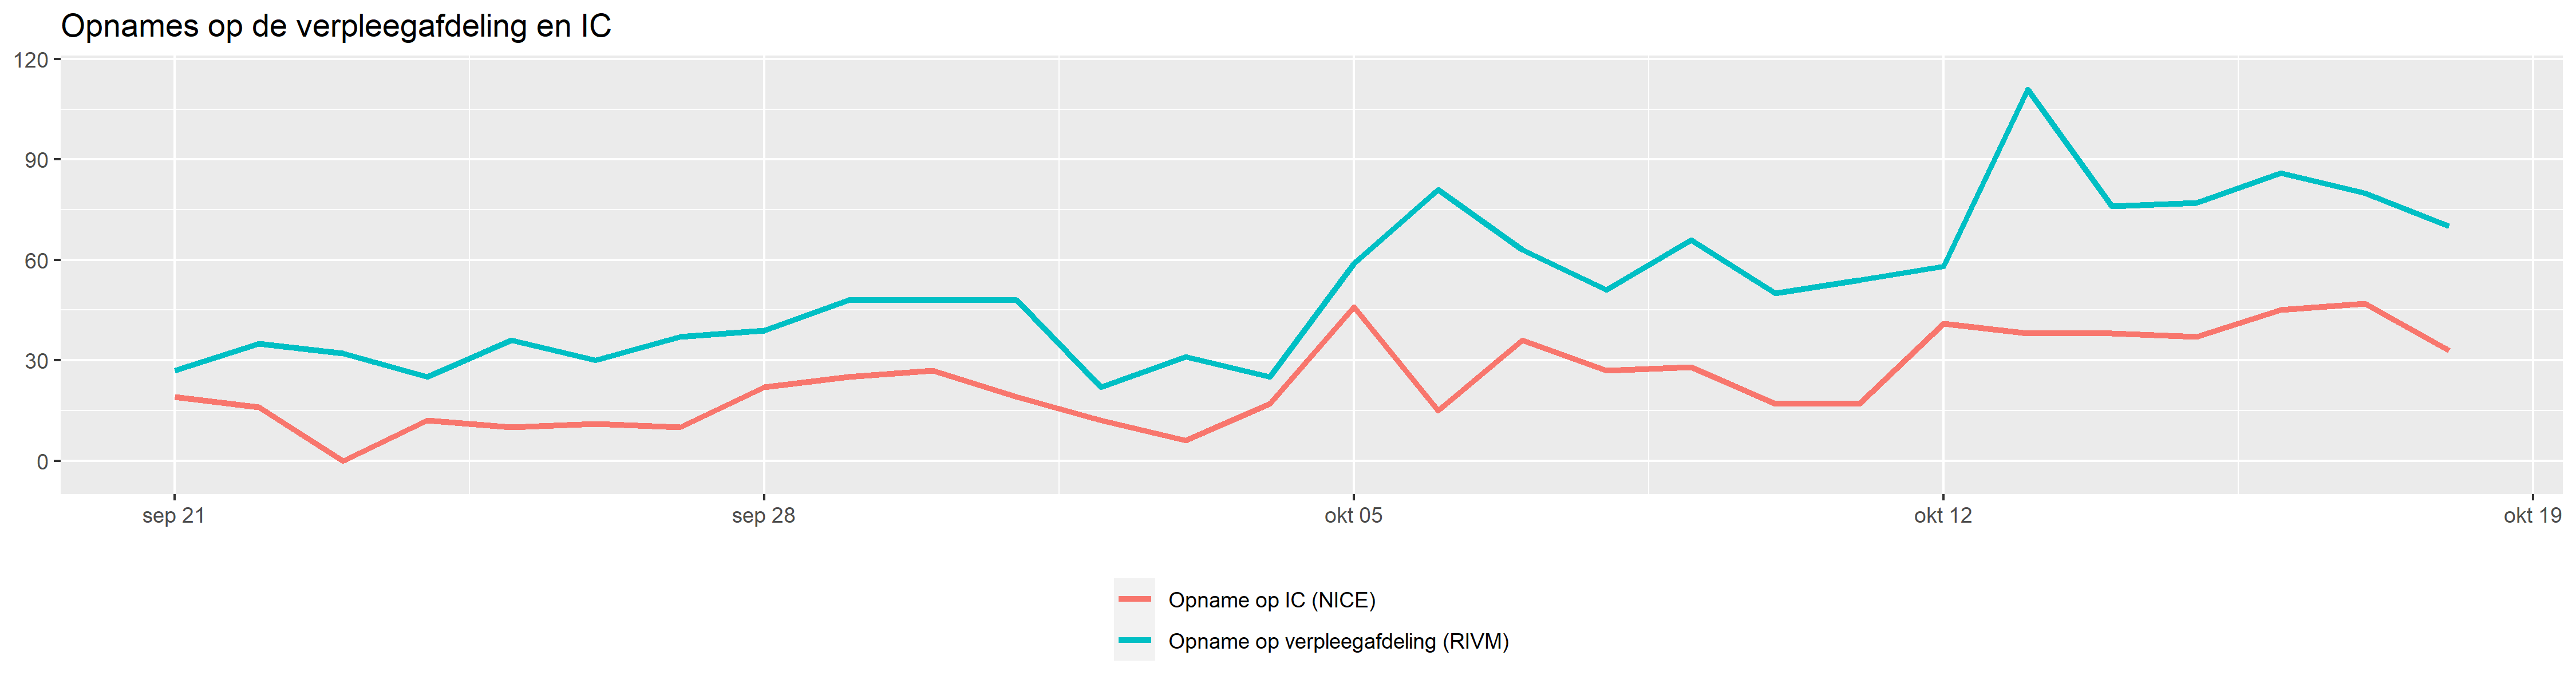 Opnames op de verpleegafdeling en IC
120
90
60
30
0
sep 21 sep 28 okt 05 okt 12 okt 19
Opname op IC (NICE)
Opname op verpleegafdeling (RIVM)